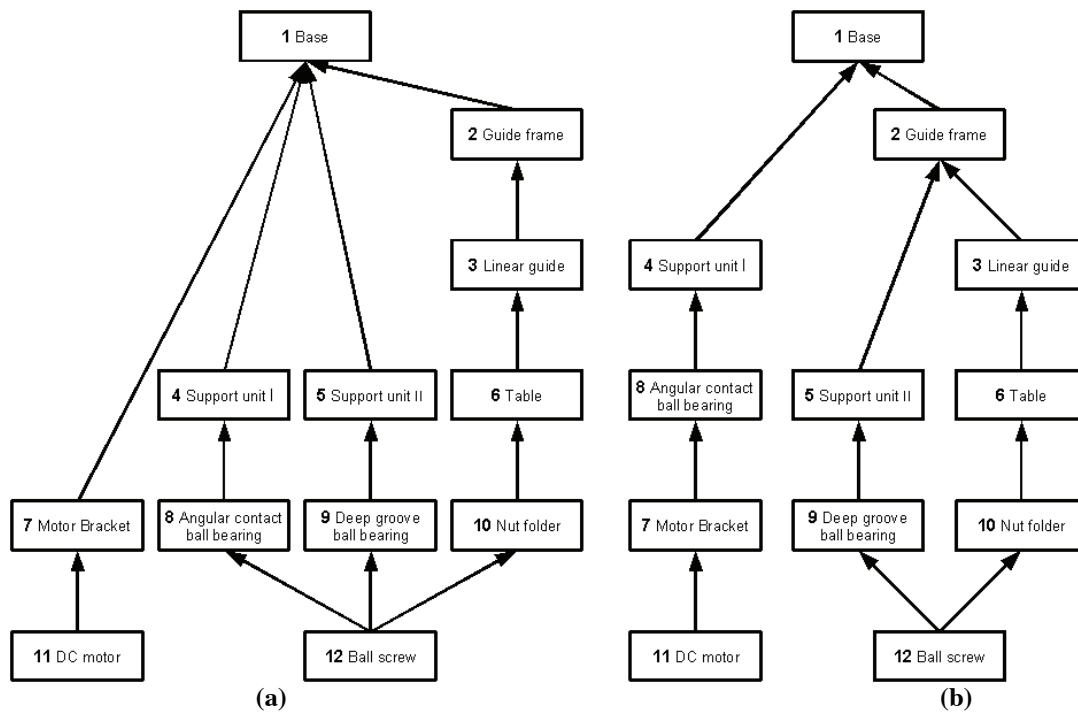 1 Base
2 Guide frame
3 Linear guide
4 Support unit I
5 Support unit II
6 Table
7 Motor Bracket
8 Angular contact
ball bearing
9 Deep groove
ball bearing
10 Nut folder
11 DC motor
12 Ball screw
(a)
1 Base
2 Guide frame
4 Support unit I
3 Linear guide
8 Angular contact
ball bearing
5 Support unit II
6 Table
7 Motor Bracket
9 Deep groove
ball bearing
10 Nut folder
11 DC motor
12 Ball screw
(b)